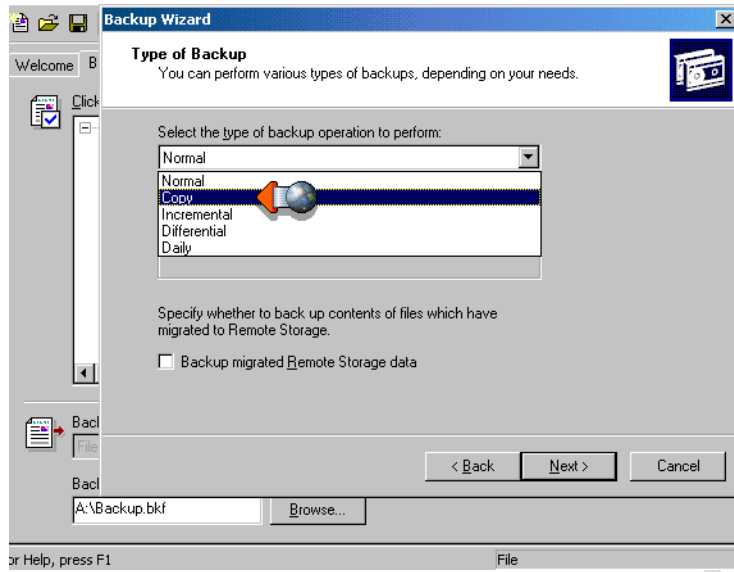 Backup Wizard
Type of Backup
You can perform various types of backups, depending on your needs.
Welcome B
Click
Select the type of backup operation to perform:
Normal
Normal
Copy
Incremental
Differential
Daily
Specify whether to back up contents of files which have
migrated to Remote Storage.
Backup migrated Remote Storage data
Bac
File
< Back Next > Cancel
Bac
A:\Backup.bkf Browse...
or Help, press F1 File